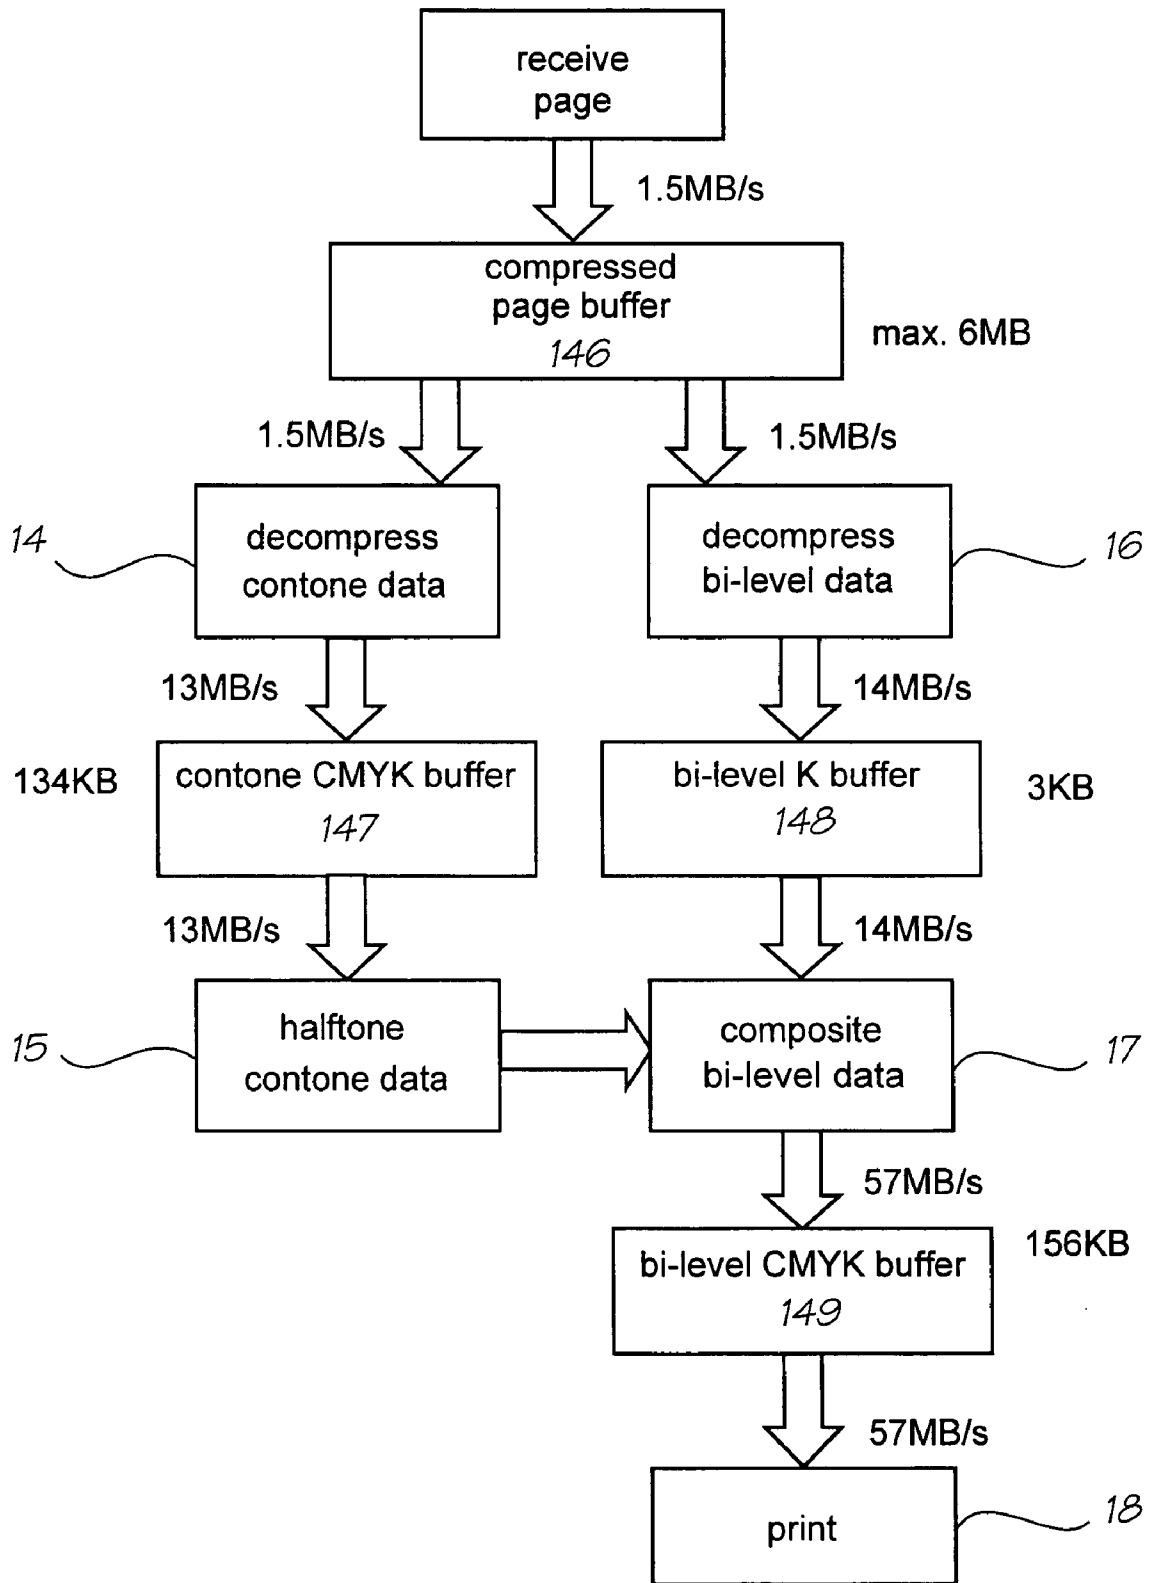 receive
page
1.5MB/s
compressed
page buffer
146
max. 6MB
1.5MB/s
1.5MB/s
14
decompress
contone data
decompress
bi-level data
16
13MB/s
14MB/s
134KB
contone CMYK buffer
147
bi-level K buffer
148
3KB
13MB/s
14MB/s
15
halftone
contone data
composite
bi-level data
17
57MB/s
bi-level CMYK buffer
149
156KB
57MB/s
print
18